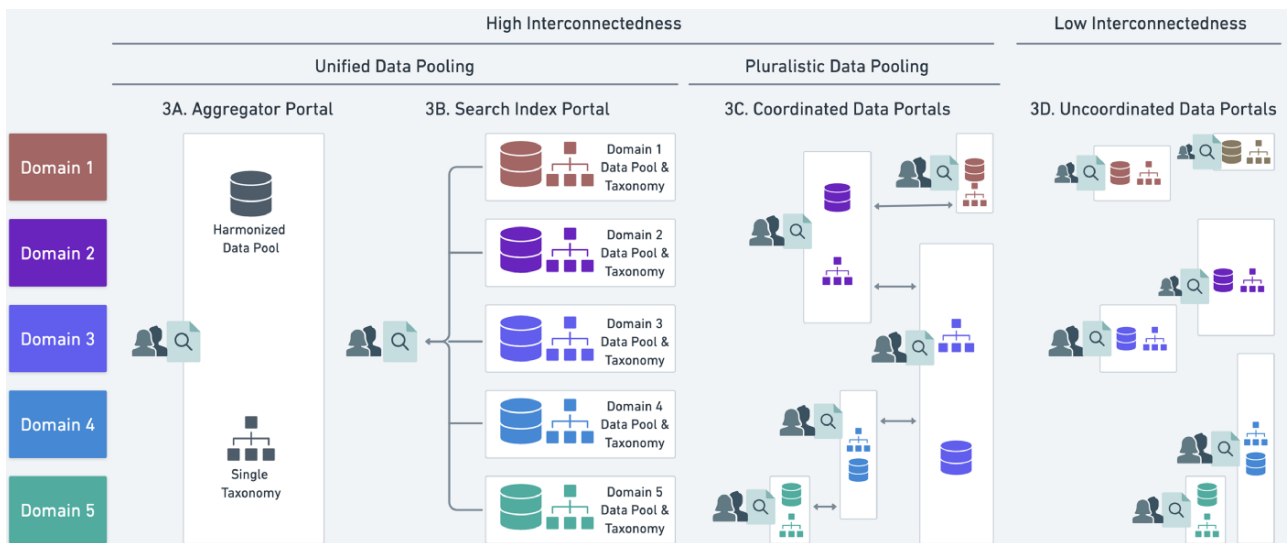 High Interconnectedness
Low Interconnectedness
Unified Data Pooling
Pluralistic Data Pooling
3A. Aggregator Portal
3B. Search Index Portal
3C. Coordinated Data Portals
3D. Uncoordinated Data Portals
Domain 1
Domain 2
Domain 3
Domain 4
Domain 5
Harmonized
Data Pool
Single
Taxonomy
Domain 1
Data Pool &
Taxonomy
Domain 2
Data Pool &
Taxonomy
Domain 3
Data Pool &
Taxonomy
Domain 4
Data Pool &
Taxonomy
Domain 5
Data Pool &
Taxonomy